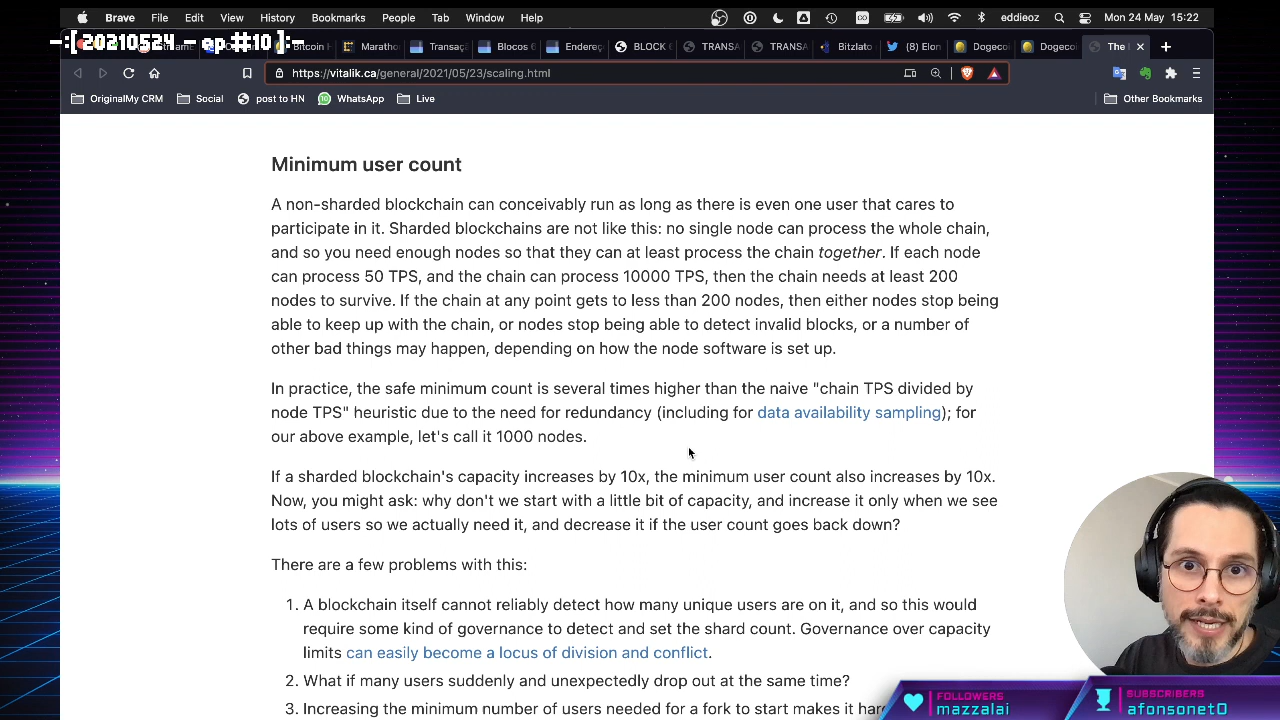 Brave File Edit View History Bookmarks People Tab Window Help eddieoz Mon 24 May 15:22
-:[ 20210524 - ep #10 ]:-
Bitcoin H Maratho Transaç Blocos 6 Endereç BLOCK 6 TRANSA TRANSA Bitzlato (8) Elon Dogecoi Dogecoi The l
https://vitalik.ca/general/2021/05/23/scaling.html
OriginalMy CRM Social post to HN WhatsApp Live Other Bookmarks
Minimum user count
A non-sharded blockchain can conceivably run as long as there is even one user that cares to
participate in it. Sharded blockchains are not like this: no single node can process the whole chain,
and so you need enough nodes so that they can at least process the chain together. If each node
can process 50 TPS, and the chain can process 10000 TPS, then the chain needs at least 200
nodes to survive. If the chain at any point gets to less than 200 nodes, then either nodes stop being
able to keep up with the chain, or nodes stop being able to detect invalid blocks, or a number of
other bad things may happen, depending on how the node software is set up.
In practice, the safe minimum count is several times higher than the naive "chain TPS divided by
node TPS" heuristic due to the need for redundancy (including for data availability sampling); for
our above example, let's call it 1000 nodes.
If a sharded blockchain's capacity increases by 10x, the minimum user count also increases by 10x.
Now, you might ask: why don't we start with a little bit of capacity, and increase it only when we see
lots of users so we actually need it, and decrease it if the user count goes back down?
There are a few problems with this:
1. A blockchain itself cannot reliably detect how many unique users are on it, and so this would
require some kind of governance to detect and set the shard count. Governance over capacity
limits can easily become a locus of division and conflict.
2. What if many users suddenly and unexpectedly drop out at the same time?
3. Increasing the minimum number of users needed for a fork to start makes it har
FOLLOWERS
mazzalai
SUBSCRIBERS
afonsonet0